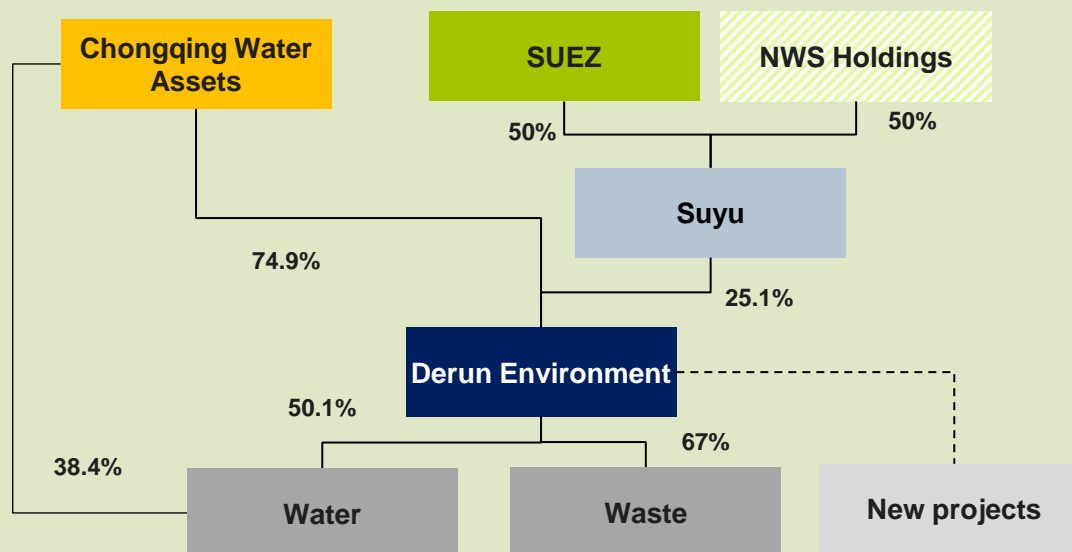 Chongqing Water
Assets
SUEZ
NWS Holdings
50%
50%
Suyu
74.9%
25.1%
Derun Environment
50.1%
67%
38.4%
Water
Waste
New projects